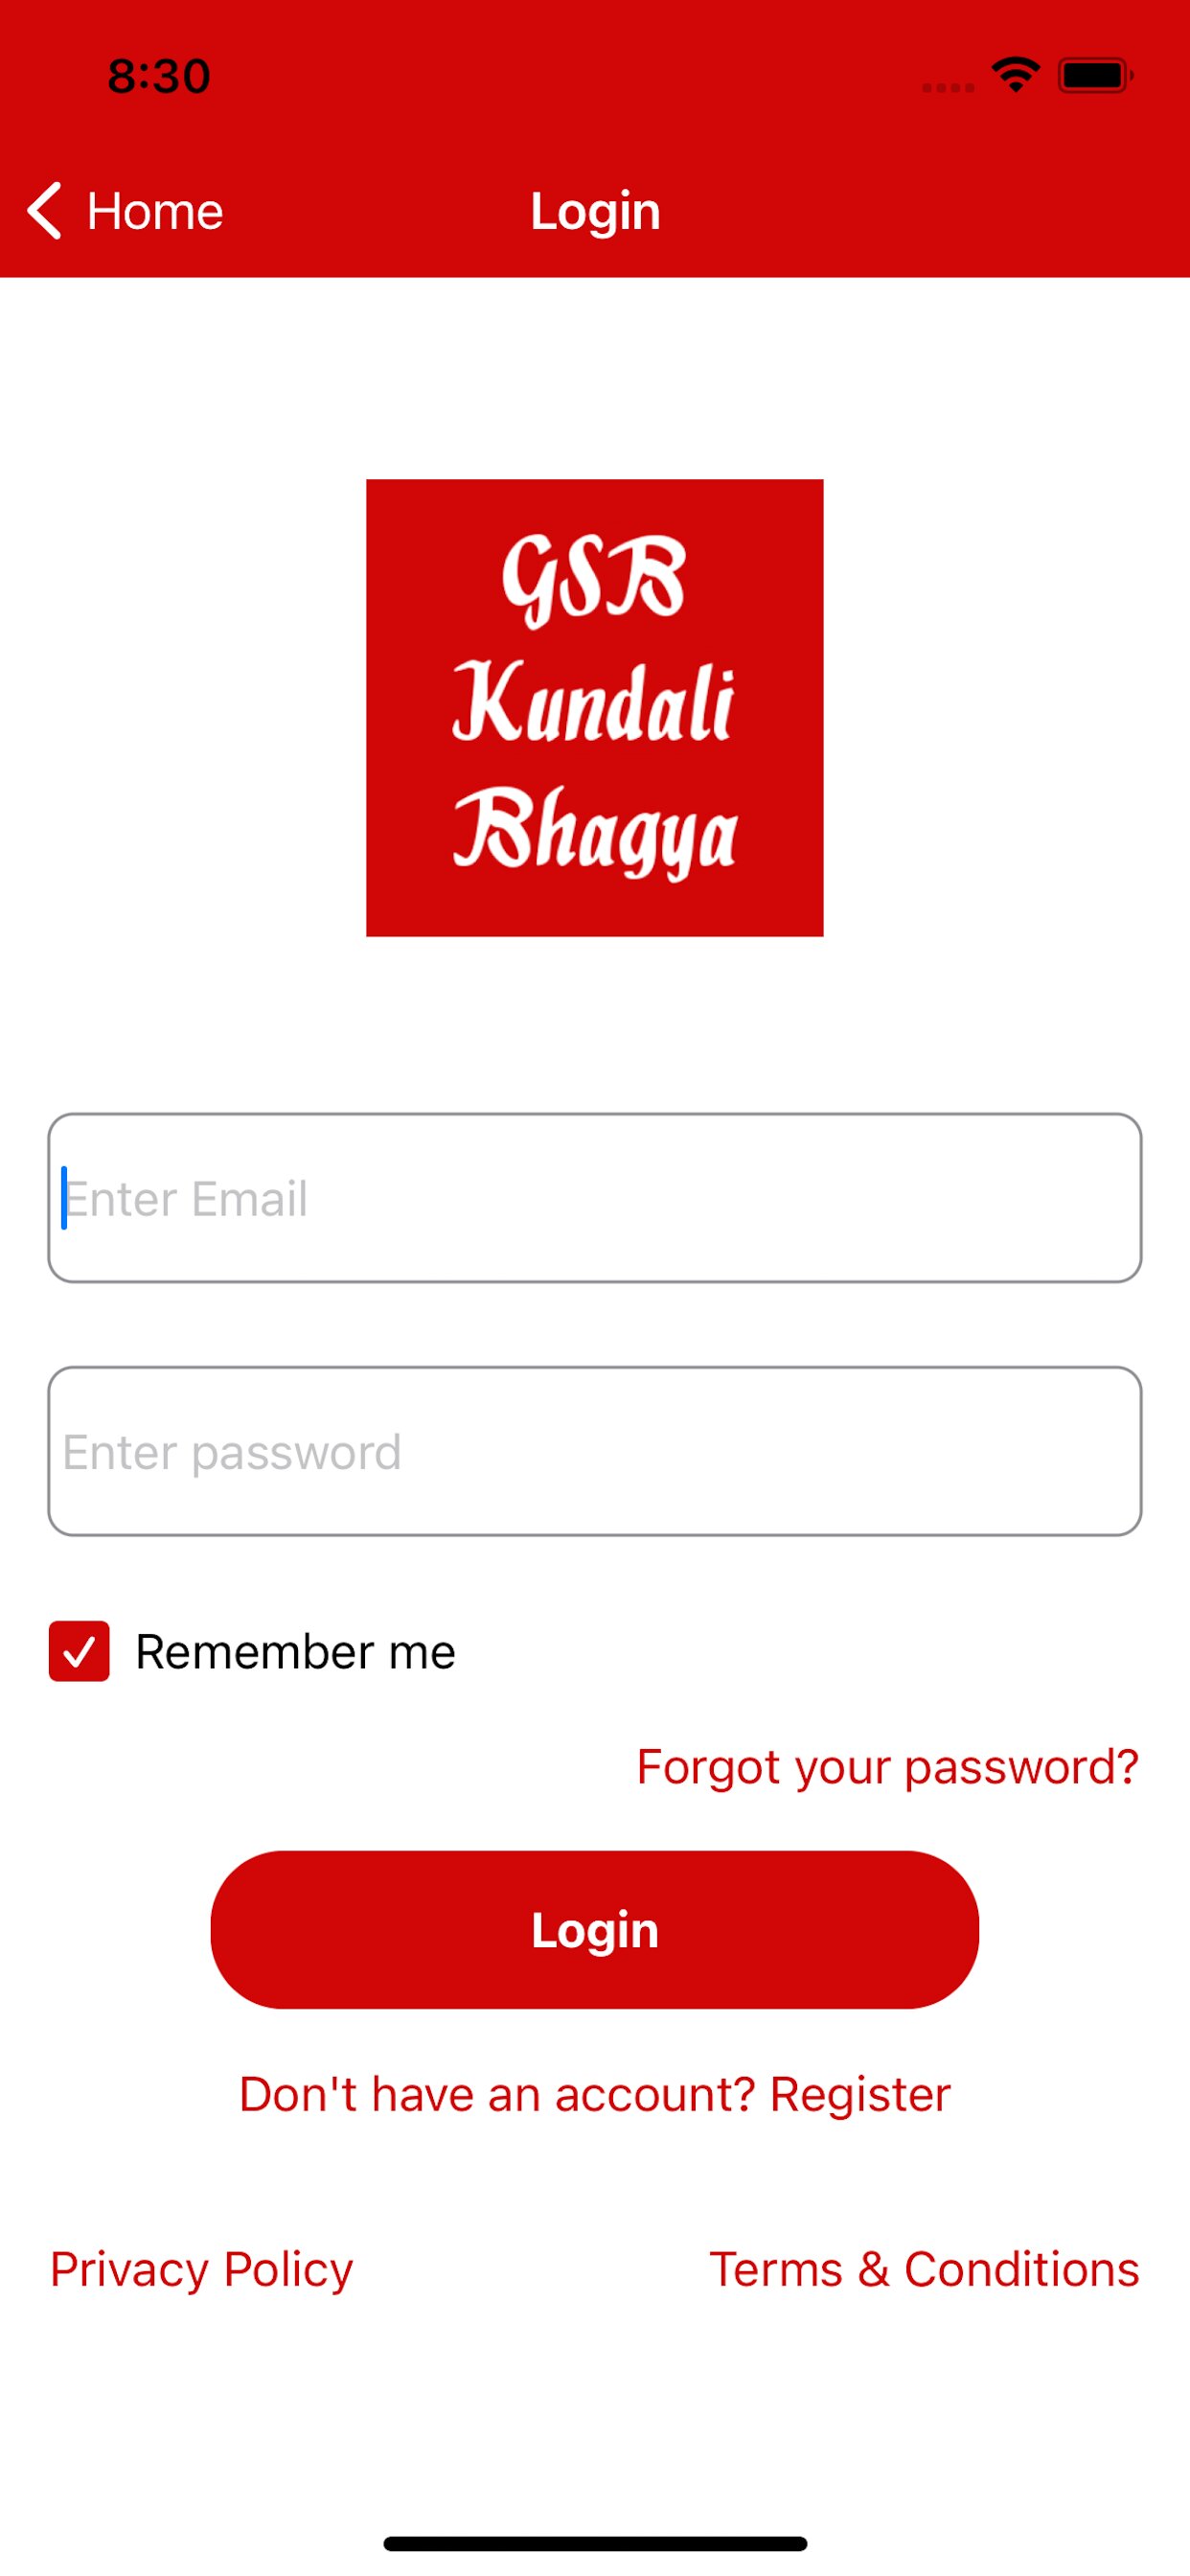 8:30
Home
Login
GSB
Kundali
Bhagya
Enter Email
Enter password
Remember me
Forgot your password?
Login
Don't have an account? Register
Privacy Policy
Terms & Conditions